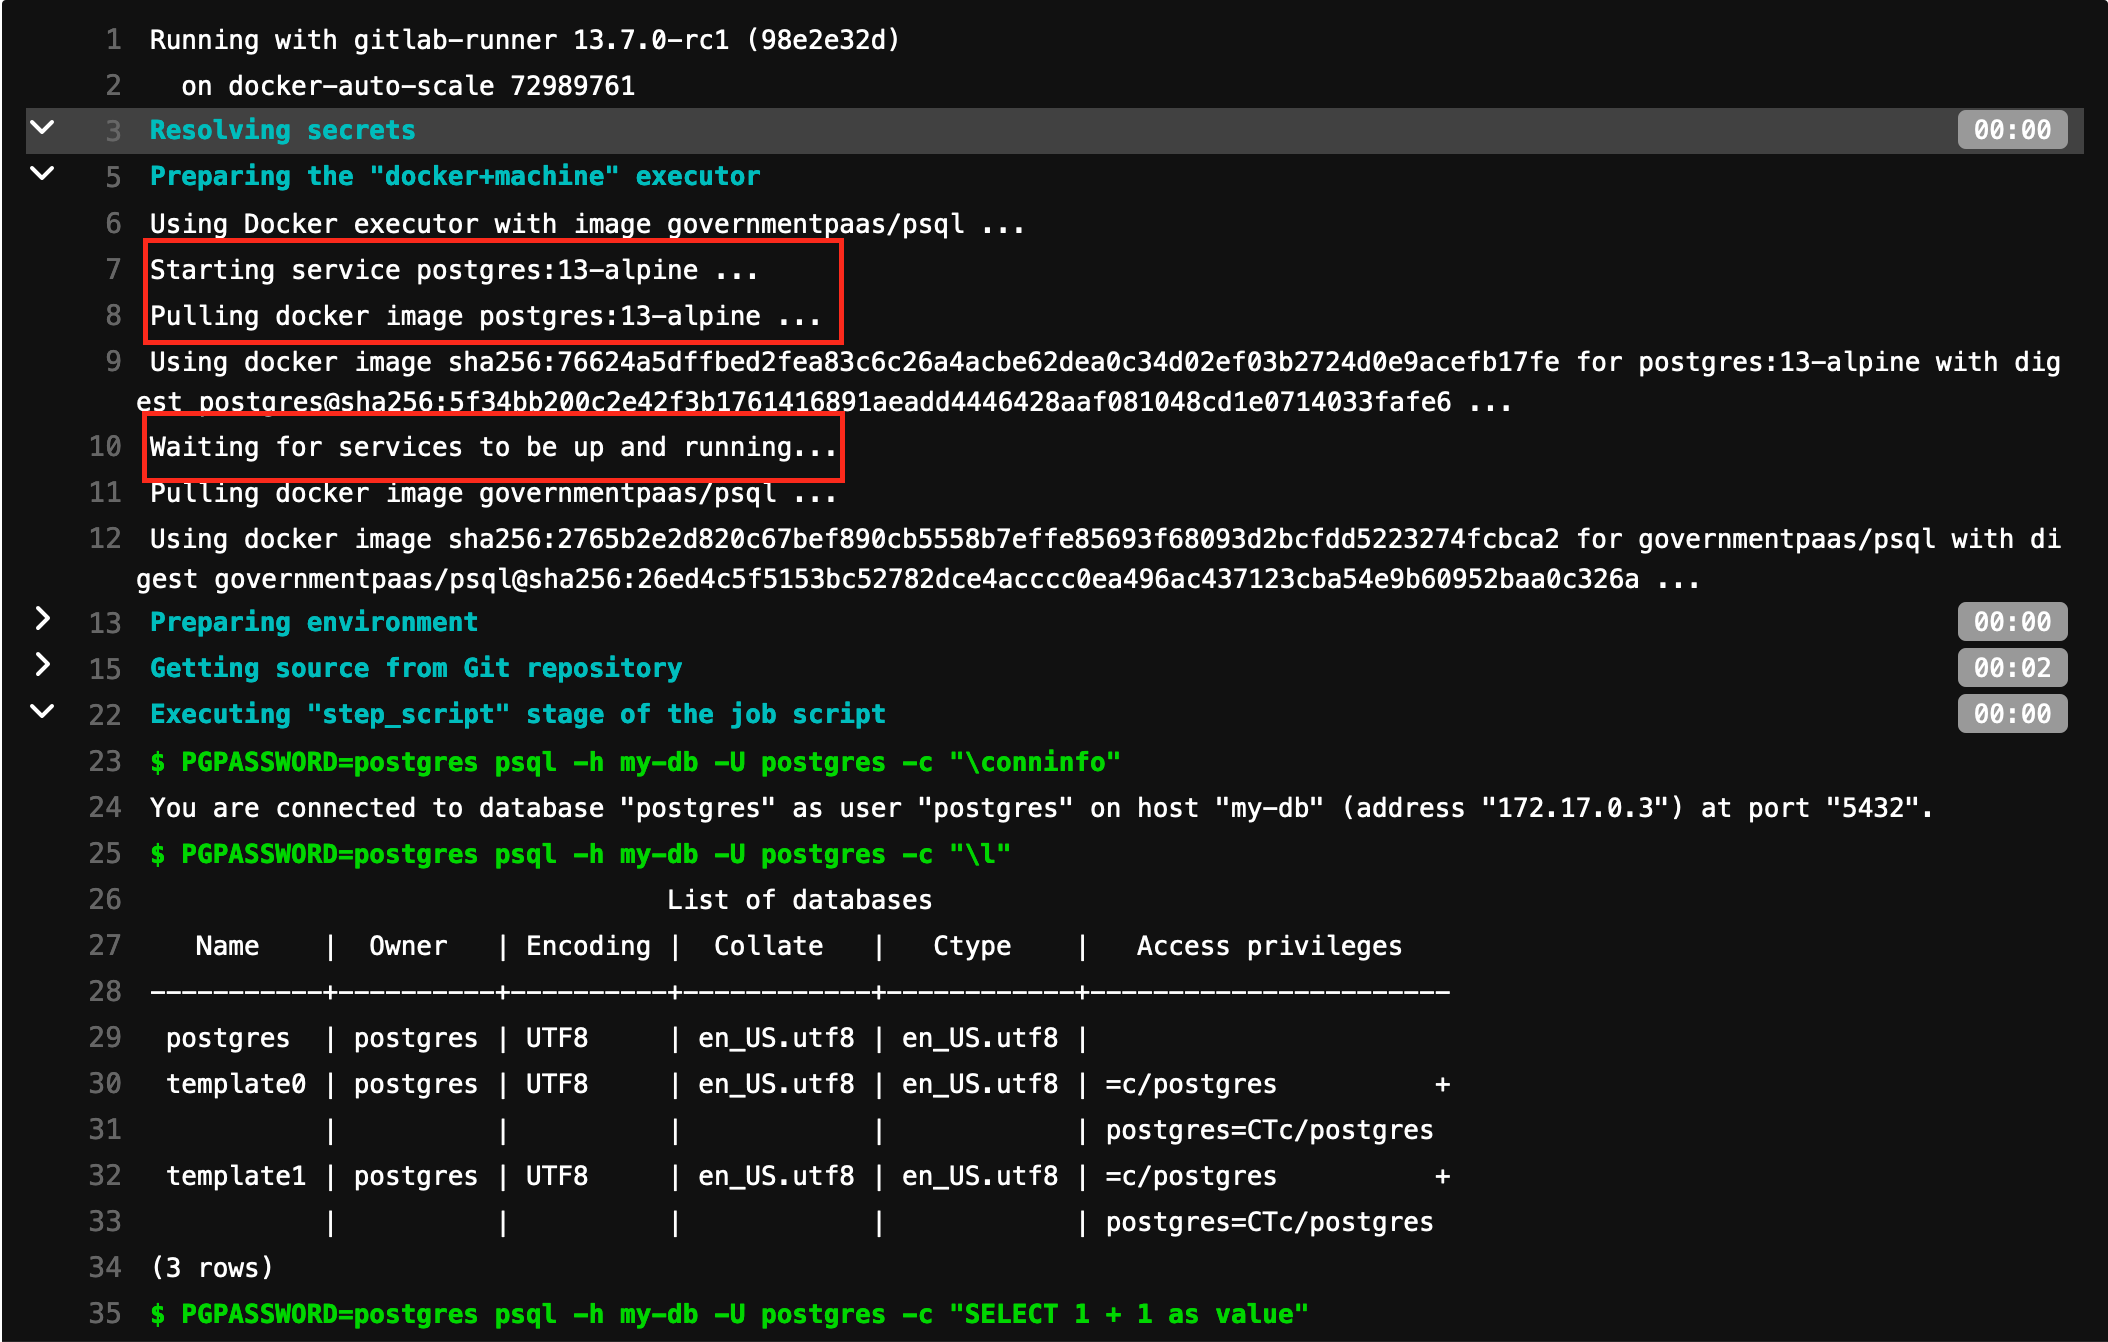 1 Running with gitlab-runner 13.7.0-rc1 (98e2e32d)
2   on docker-auto-scale 72989761
3 Resolving secrets 00:00
5 Preparing the "docker+machine" executor
6 Using Docker executor with image governmentpaas/psql ...
7 Starting service postgres:13-alpine ...
8 Pulling docker image postgres:13-alpine ...
9 Using docker image sha256:76624a5dffbed2fea83c6c26a4acbe62dea0c34d02ef03b2724d0e9acefb17fe for postgres:13-alpine with dig
est postgres@sha256:5f34bb200c2e42f3b1761416891aeadd4446428aaf081048cd1e0714033fafe6 ...
10 Waiting for services to be up and running...
11 Pulling docker image governmentpaas/psql ...
12 Using docker image sha256:2765b2e2d820c67bef890cb5558b7effe85693f68093d2bcfdd5223274fcbca2 for governmentpaas/psql with di
gest governmentpaas/psql@sha256:26ed4c5f5153bc52782dce4acccc0ea496ac437123cba54e9b60952baa0c326a ...
13 Preparing environment 00:00
15 Getting source from Git repository 00:02
22 Executing "step_script" stage of the job script 00:00
23 $ PGPASSWORD=postgres psql -h my-db -U postgres -c "\conninfo"
24 You are connected to database "postgres" as user "postgres" on host "my-db" (address "172.17.0.3") at port "5432".
25 $ PGPASSWORD=postgres psql -h my-db -U postgres -c "\l"
26                                  List of databases
27    Name    |  Owner   | Encoding |  Collate   |   Ctype    |   Access privileges
28 -----------+----------+----------+------------+------------+-----------------------
29  postgres  | postgres | UTF8     | en_US.utf8 | en_US.utf8 |
30  template0 | postgres | UTF8     | en_US.utf8 | en_US.utf8 | =c/postgres          +
31            |          |          |            |            | postgres=CTc/postgres
32  template1 | postgres | UTF8     | en_US.utf8 | en_US.utf8 | =c/postgres          +
33            |          |          |            |            | postgres=CTc/postgres
34 (3 rows)
35 $ PGPASSWORD=postgres psql -h my-db -U postgres -c "SELECT 1 + 1 as value"